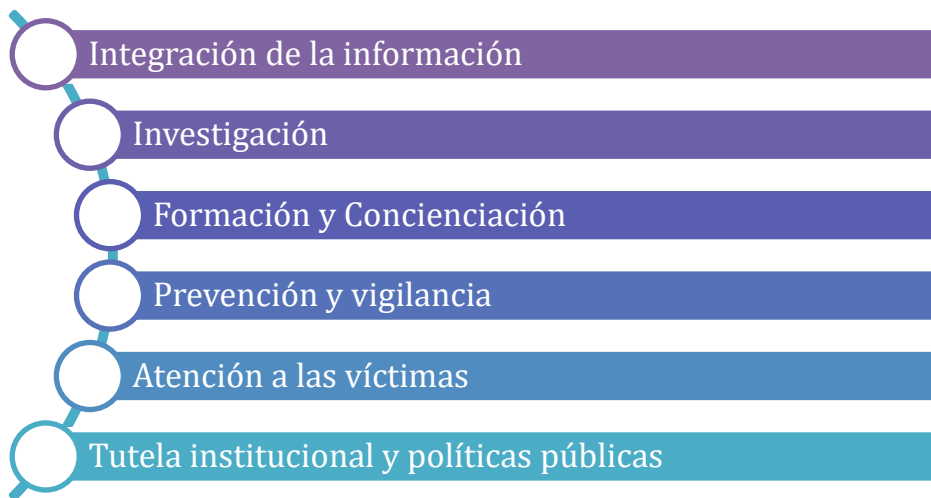 Integración de la información
Investigación
Formación y Concienciación
Prevención y vigilancia
Atención a las víctimas
Tutela institucional y políticas públicas